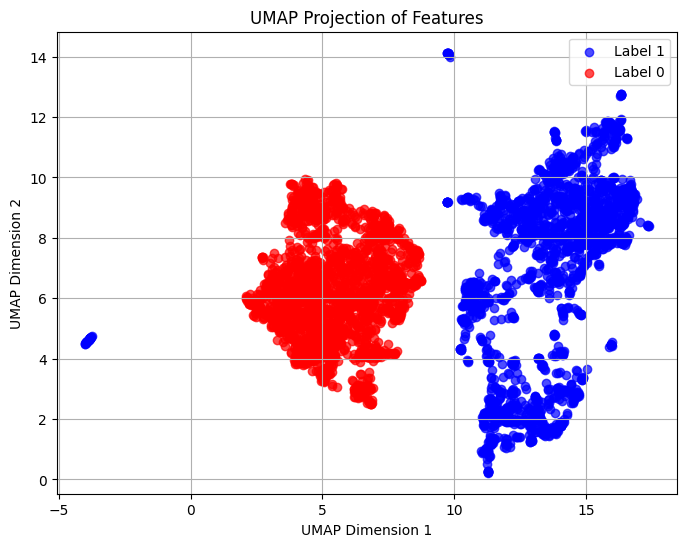 UMAP Projection of Features
Label 1
Label 0
14
12
10
8
6
4
2
0
UMAP Dimension 2
−5
0
5
10
15
UMAP Dimension 1